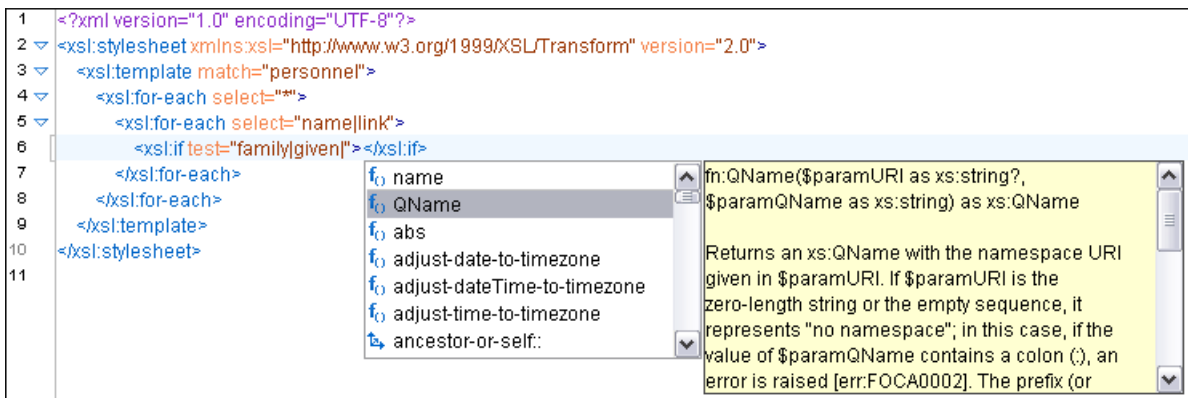 1 <?xml version="1.0" encoding="UTF-8"?>
2 <xsl:stylesheet xmlns:xsl="http://www.w3.org/1999/XSL/Transform" version="2.0">
3 <xsl:template match="personnel">
4 <xsl:for-each select="*">
5 <xsl:for-each select="name|link">
6 <xsl:if test="family|given|"></xsl:if>
7 </xsl:for-each>
8 </xsl:for-each>
9 </xsl:template>
10 </xsl:stylesheet>
11
f() name
f() QName
f() abs
f() adjust-date-to-timezone
f() adjust-dateTime-to-timezone
f() adjust-time-to-timezone
ancestor-or-self::
fn:QName($paramURI as xs:string?,
$paramQName as xs:string) as xs:QName
Returns an xs:QName with the namespace URI
given in $paramURI. If $paramURI is the
zero-length string or the empty sequence, it
represents "no namespace"; in this case, if the
value of $paramQName contains a colon (:), an
error is raised [err:FOCA0002]. The prefix (or